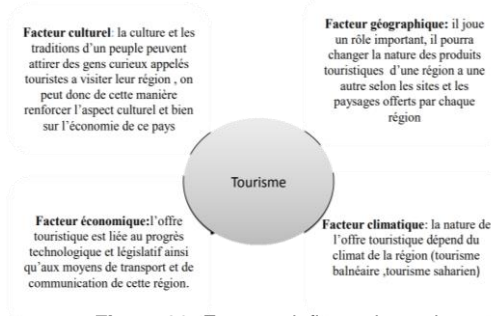 Facteur culturel: la culture et les
traditions d'un peuple peuvent
attirer des gens curieux appelés
touristes a visiter leur région , on
peut donc de cette manière
renforcer l'aspect culturel et bien
sur l'économie de ce pays
Facteur géographique: il joue
un rôle important, il pourra
changer la nature des produits
touristiques d'une région a une
autre selon les sites et les
paysages offerts par chaque
région
Tourisme
Facteur économique:l'offre
touristique est liée au progrès
technologique et législatif ainsi
qu'aux moyens de transport et de
communication de cette région.
Facteur climatique: la nature de
l'offre touristique dépend du
climat de la région (tourisme
balnéaire ,tourisme saharien)